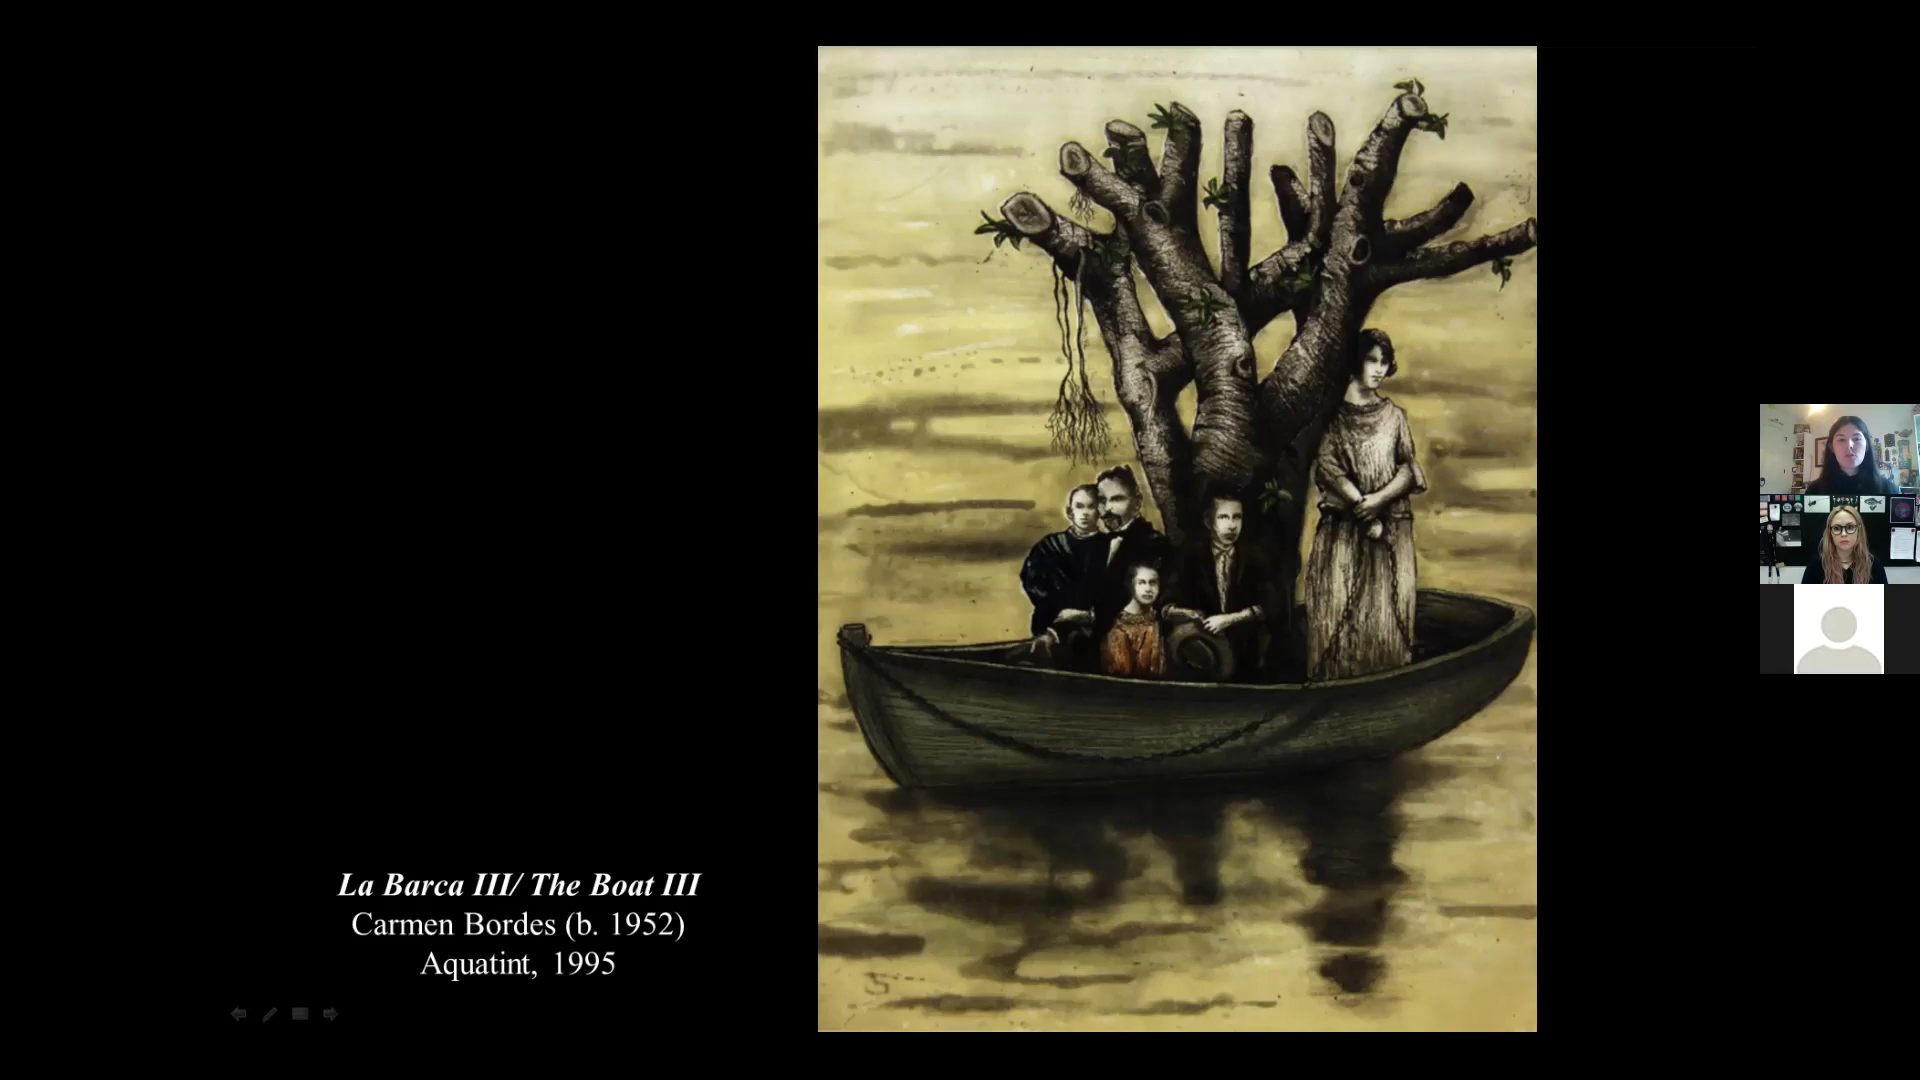 La Barca III/ The Boat III
Carmen Bordes (b. 1952)
Aquatint, 1995